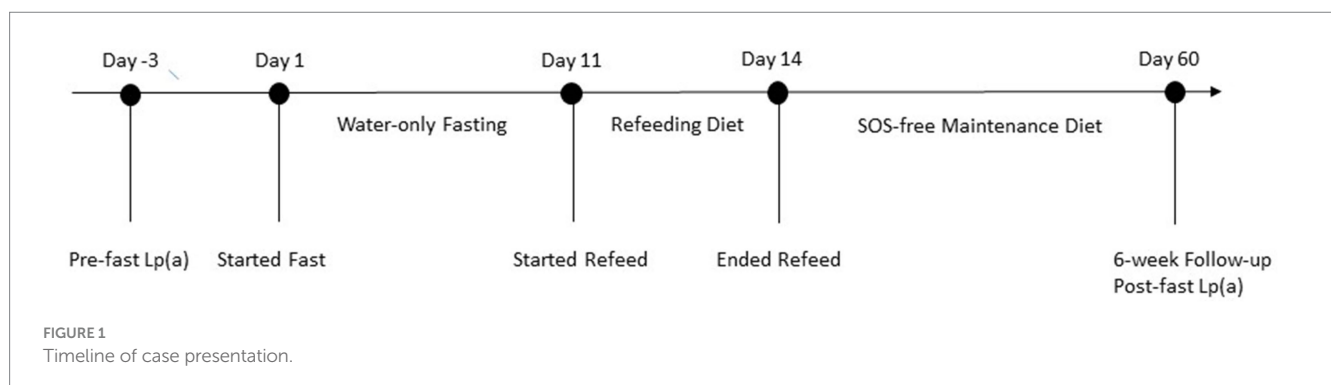 Day -3 Day 1 Day 11 Day 14 Day 60
Water-only Fasting Refeeding Diet SOS-free Maintenance Diet
Pre-fast Lp(a) Started Fast Started Refeed Ended Refeed 6-week Follow-up
Post-fast Lp(a)
FIGURE 1
Timeline of case presentation.